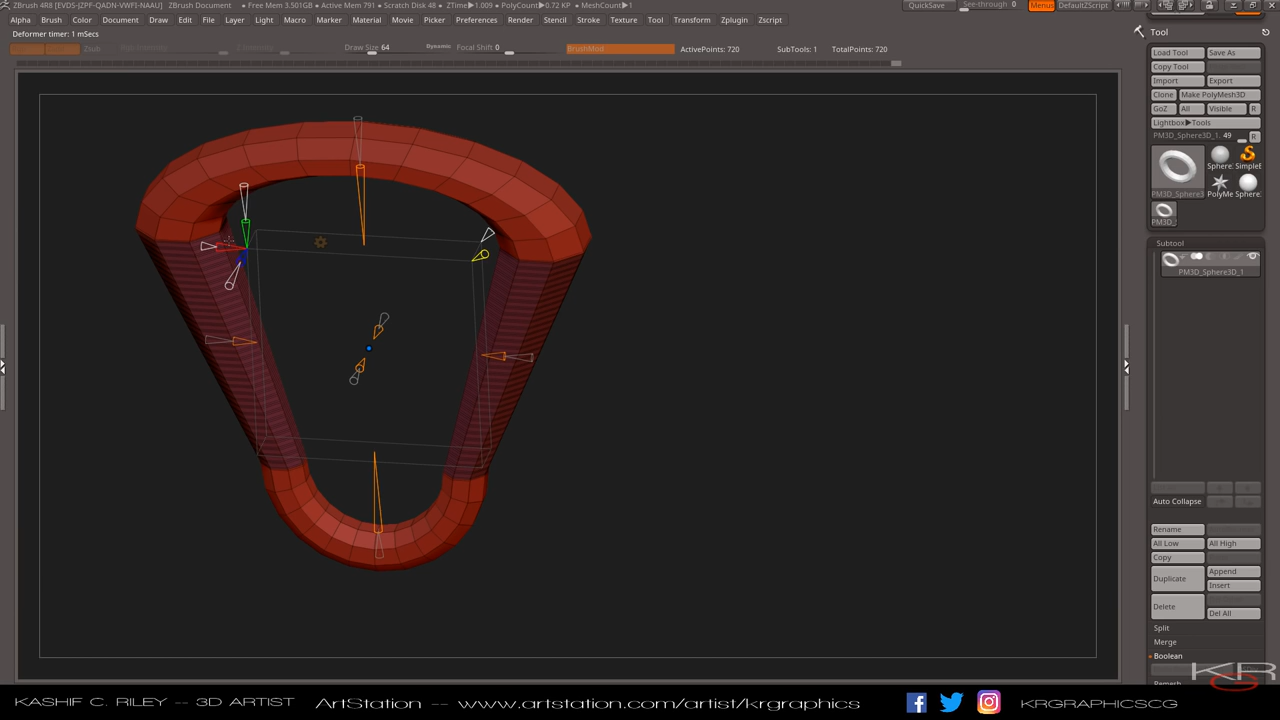 ZBrush 4R8 [EVDS-JZPF-QADN-VWFI-NAAU] ZBrush Document ● Free Mem 3.501GB ● Active Mem 791 ● Scratch Disk 48 ● ZTime▶1.009 ● PolyCount▶0.72 KP ● MeshCount▶1 QuickSave See-through 0 Menus DefaultZScript
Alpha Brush Color Document Draw Edit File Layer Light Macro Marker Material Movie Picker Preferences Render Stencil Stroke Texture Tool Transform Zplugin Zscript
Deformer timer: 1 mSecs
Zsub Draw Size 64 Dynamic Focal Shift 0 BrushMod ActivePoints: 720 SubTools: 1 TotalPoints: 720
Tool
Load Tool Save As
Copy Tool
Import Export
Clone Make PolyMesh3D
GoZ All Visible R
Lightbox▶Tools
PM3D_Sphere3D_1. 49 R
Sphere SimpleB
PM3D_Sphere3 PolyMe Sphere
PM3D_
Subtool
PM3D_Sphere3D_1
Auto Collapse
Rename
All Low All High
Copy
Duplicate Append
Insert
Delete Del All
Split
Merge
Boolean
Remesh
KR
G
KASHIF C. RILEY -- 3D ARTIST ArtStation -- www.artstation.com/artist/krgraphics KRGRAPHICSCG